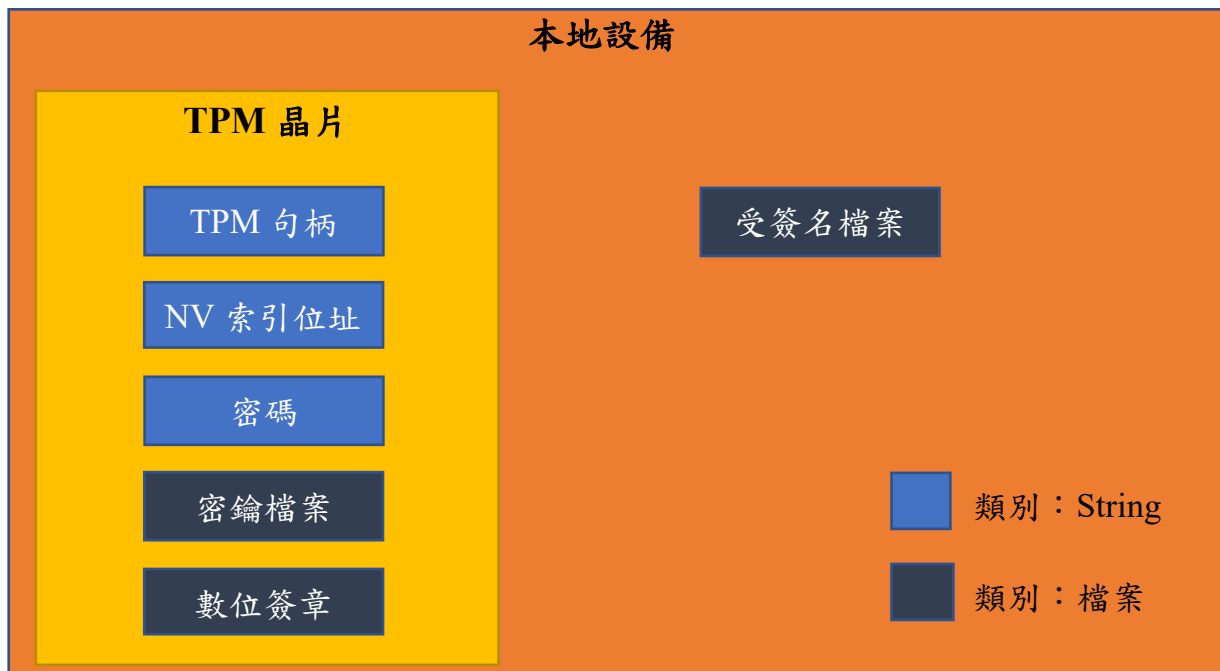 本地設備
TPM 晶片
TPM 句柄
受簽名檔案
NV 索引位址
密碼
密鑰檔案
類別：String
數位簽章
類別：檔案